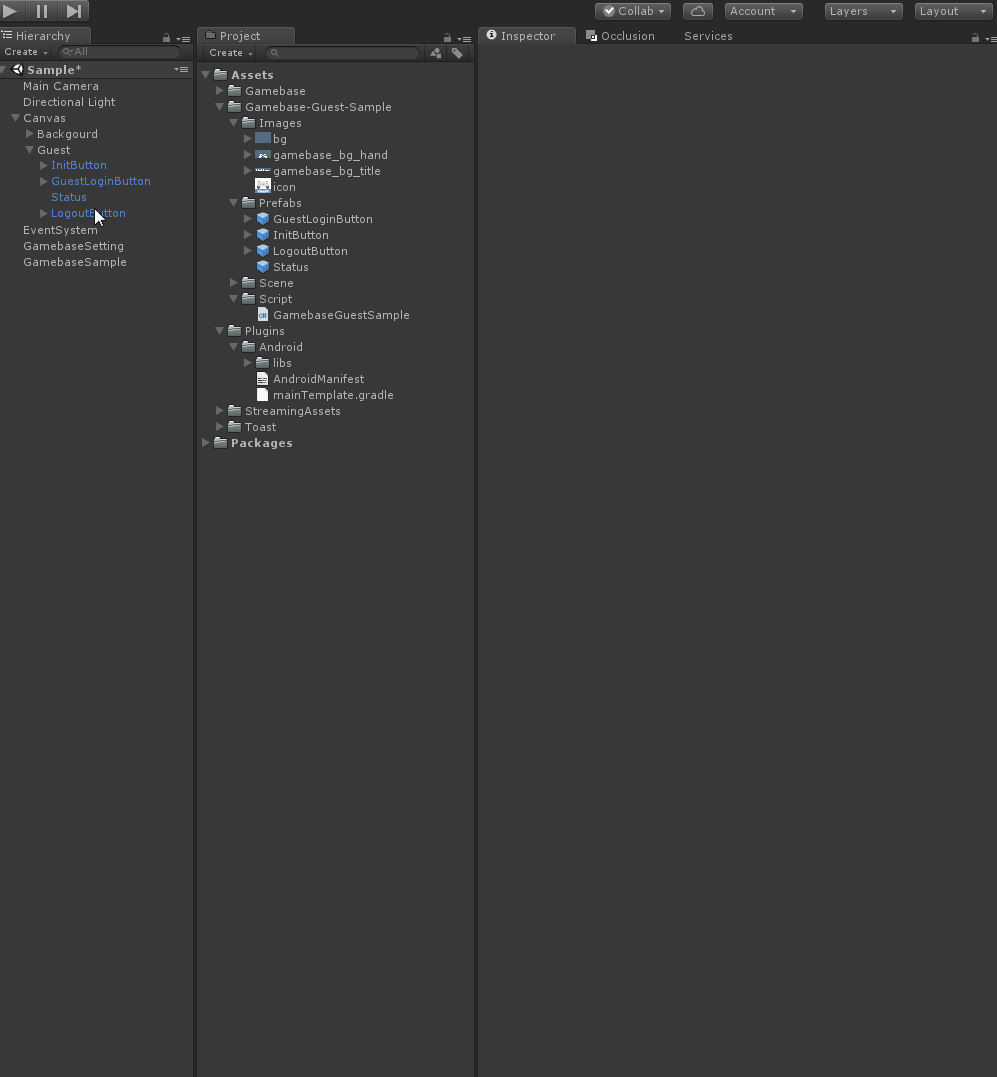 Collab
Account
Layers
Layout
Hierarchy
Create
All
Sample*
Main Camera
Directional Light
Canvas
Backgourd
Guest
InitButton
GuestLoginButton
Status
LogoutButton
EventSystem
GamebaseSetting
GamebaseSample
Project
Create
Assets
Gamebase
Gamebase-Guest-Sample
Images
bg
gamebase_bg_hand
gamebase_bg_title
icon
Prefabs
GuestLoginButton
InitButton
LogoutButton
Status
Scene
Script
GamebaseGuestSample
Plugins
Android
libs
AndroidManifest
mainTemplate.gradle
StreamingAssets
Toast
Packages
Inspector
Occlusion
Services